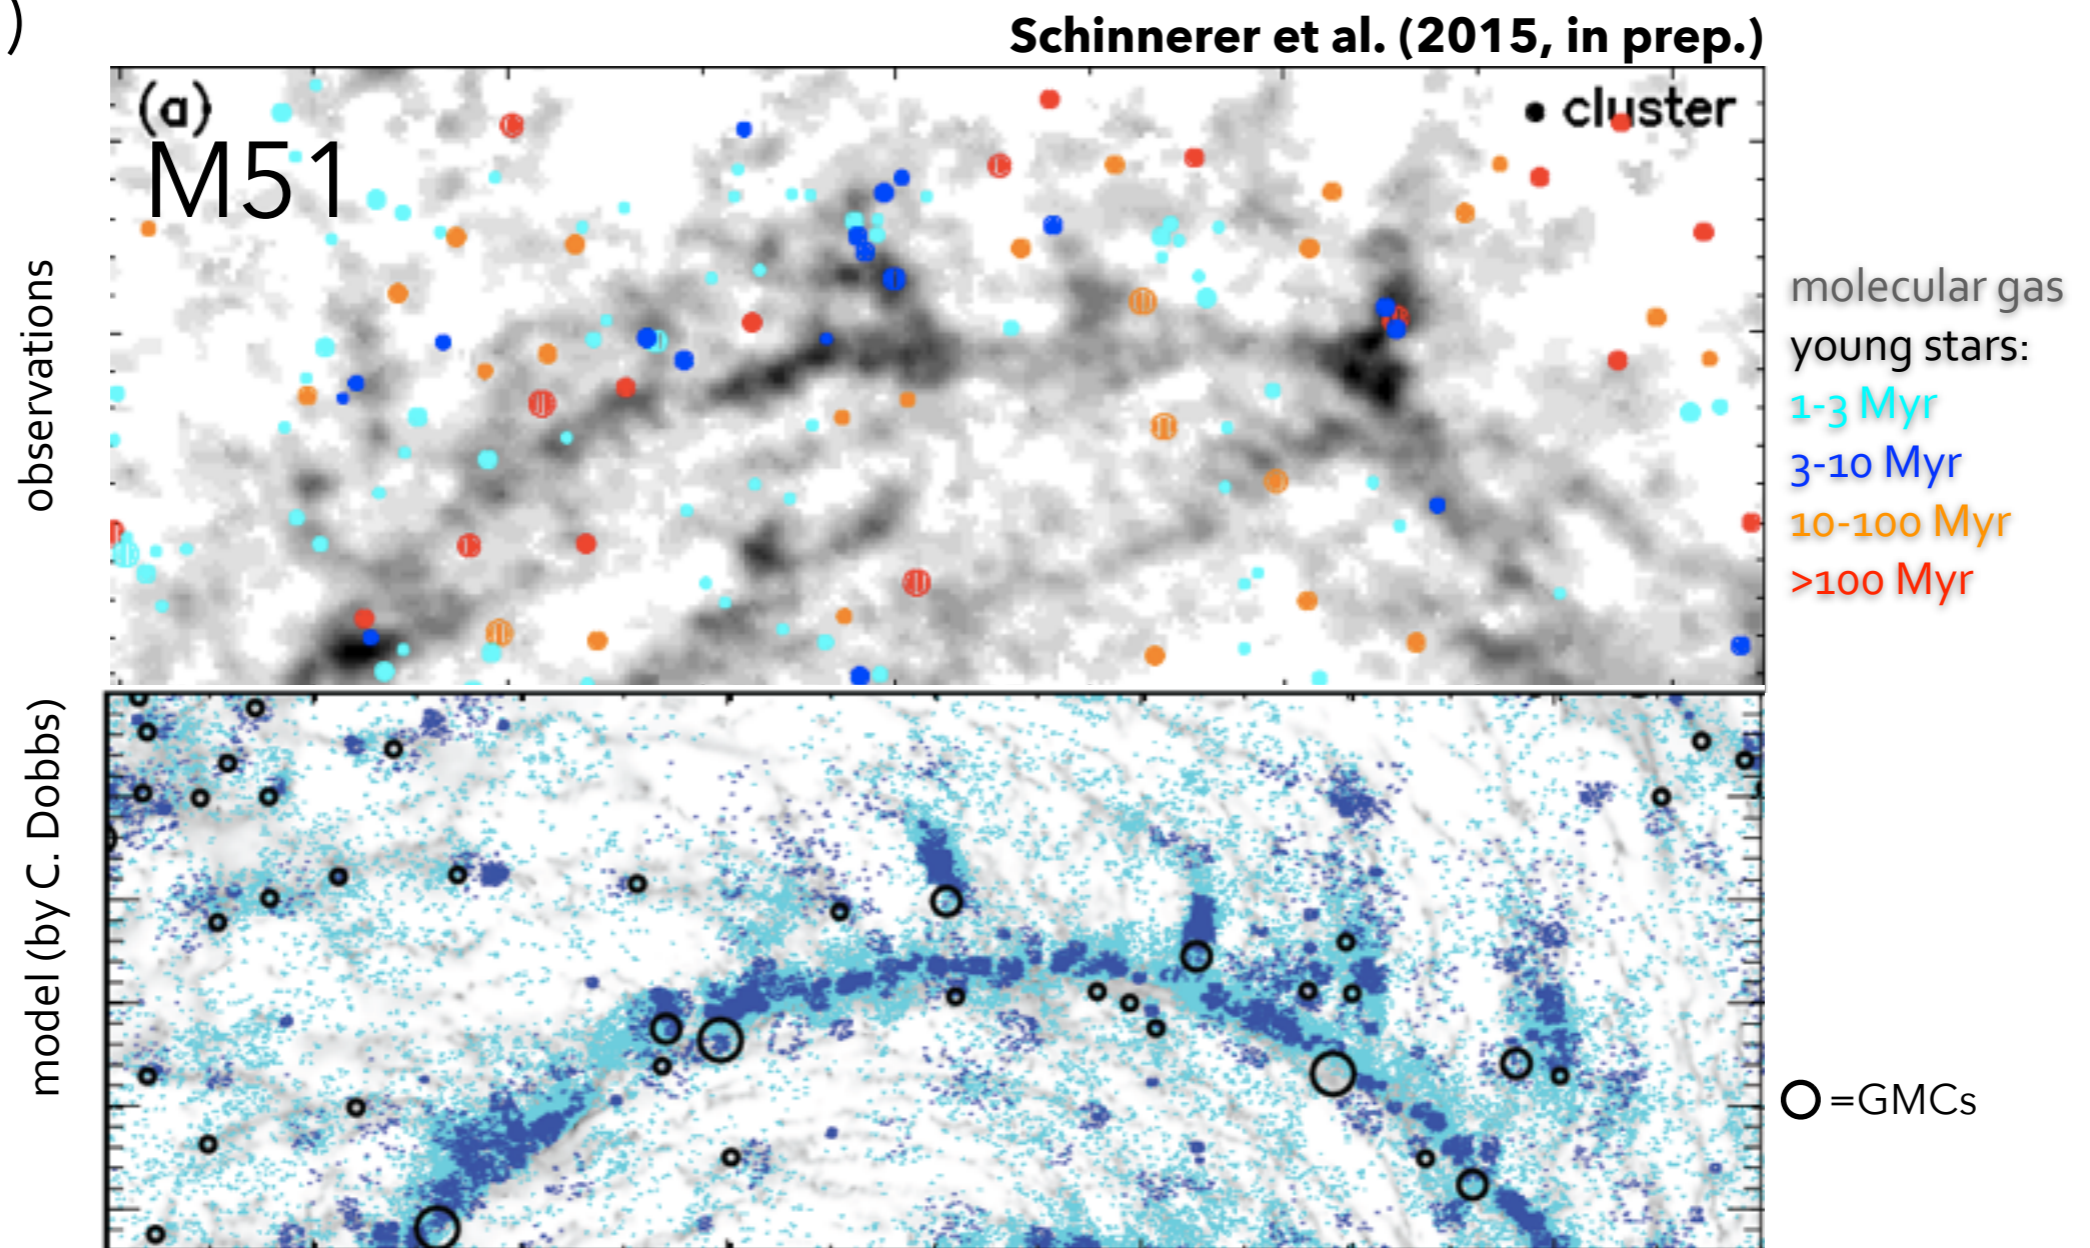 )
Schinnerer et al. (2015, in prep.)
(a)
M51
cluster
observations
molecular gas
young stars:
1-3 Myr
3-10 Myr
10-100 Myr
>100 Myr
model (by C. Dobbs)
=GMCs